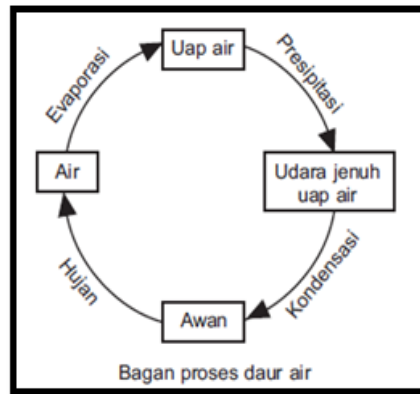 Uap air
Evaporasi
Presipitasi
Air
Udara jenuh
uap air
Hujan
Kondensasi
Awan
Bagan proses daur air